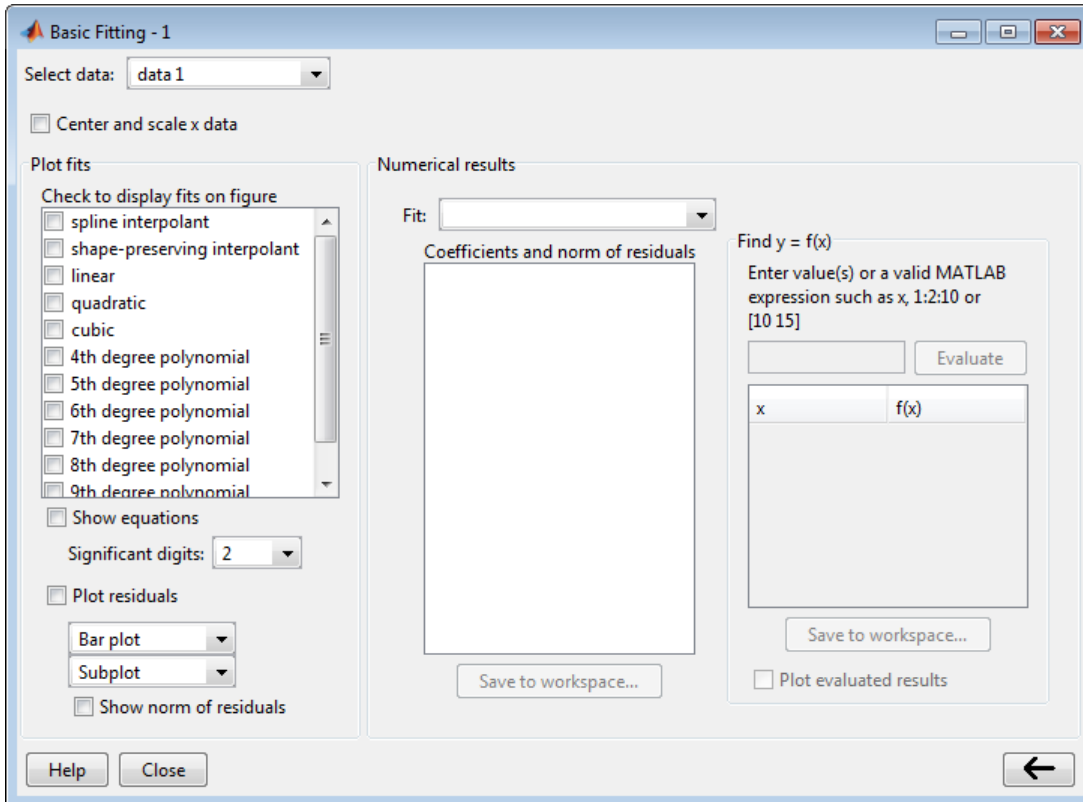 Basic Fitting - 1
Select data: data 1
Center and scale x data
Plot fits
Check to display fits on figure
spline interpolant
shape-preserving interpolant
linear
quadratic
cubic
4th degree polynomial
5th degree polynomial
6th degree polynomial
7th degree polynomial
8th degree polynomial
9th degree polynomial
Show equations
Significant digits: 2
Plot residuals
Bar plot
Subplot
Show norm of residuals
Numerical results
Fit:
Coefficients and norm of residuals
Save to workspace...
Find y = f(x)
Enter value(s) or a valid MATLAB
expression such as x, 1:2:10 or
[10 15]
Evaluate
x f(x)
Save to workspace...
Plot evaluated results
Help Close